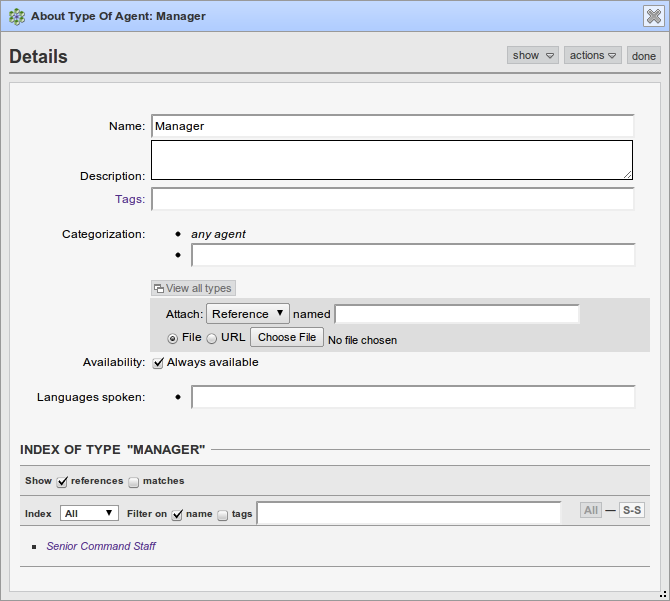 About Type Of Agent: Manager
Details
show
actions
done
Name: Manager
Description:
Tags:
Categorization: • any agent
•
View all types
Attach: Reference named
File URL Choose File No file chosen
Availability: Always available
Languages spoken: •
INDEX OF TYPE "MANAGER"
Show references matches
Index All Filter on name tags All — S-S
Senior Command Staff